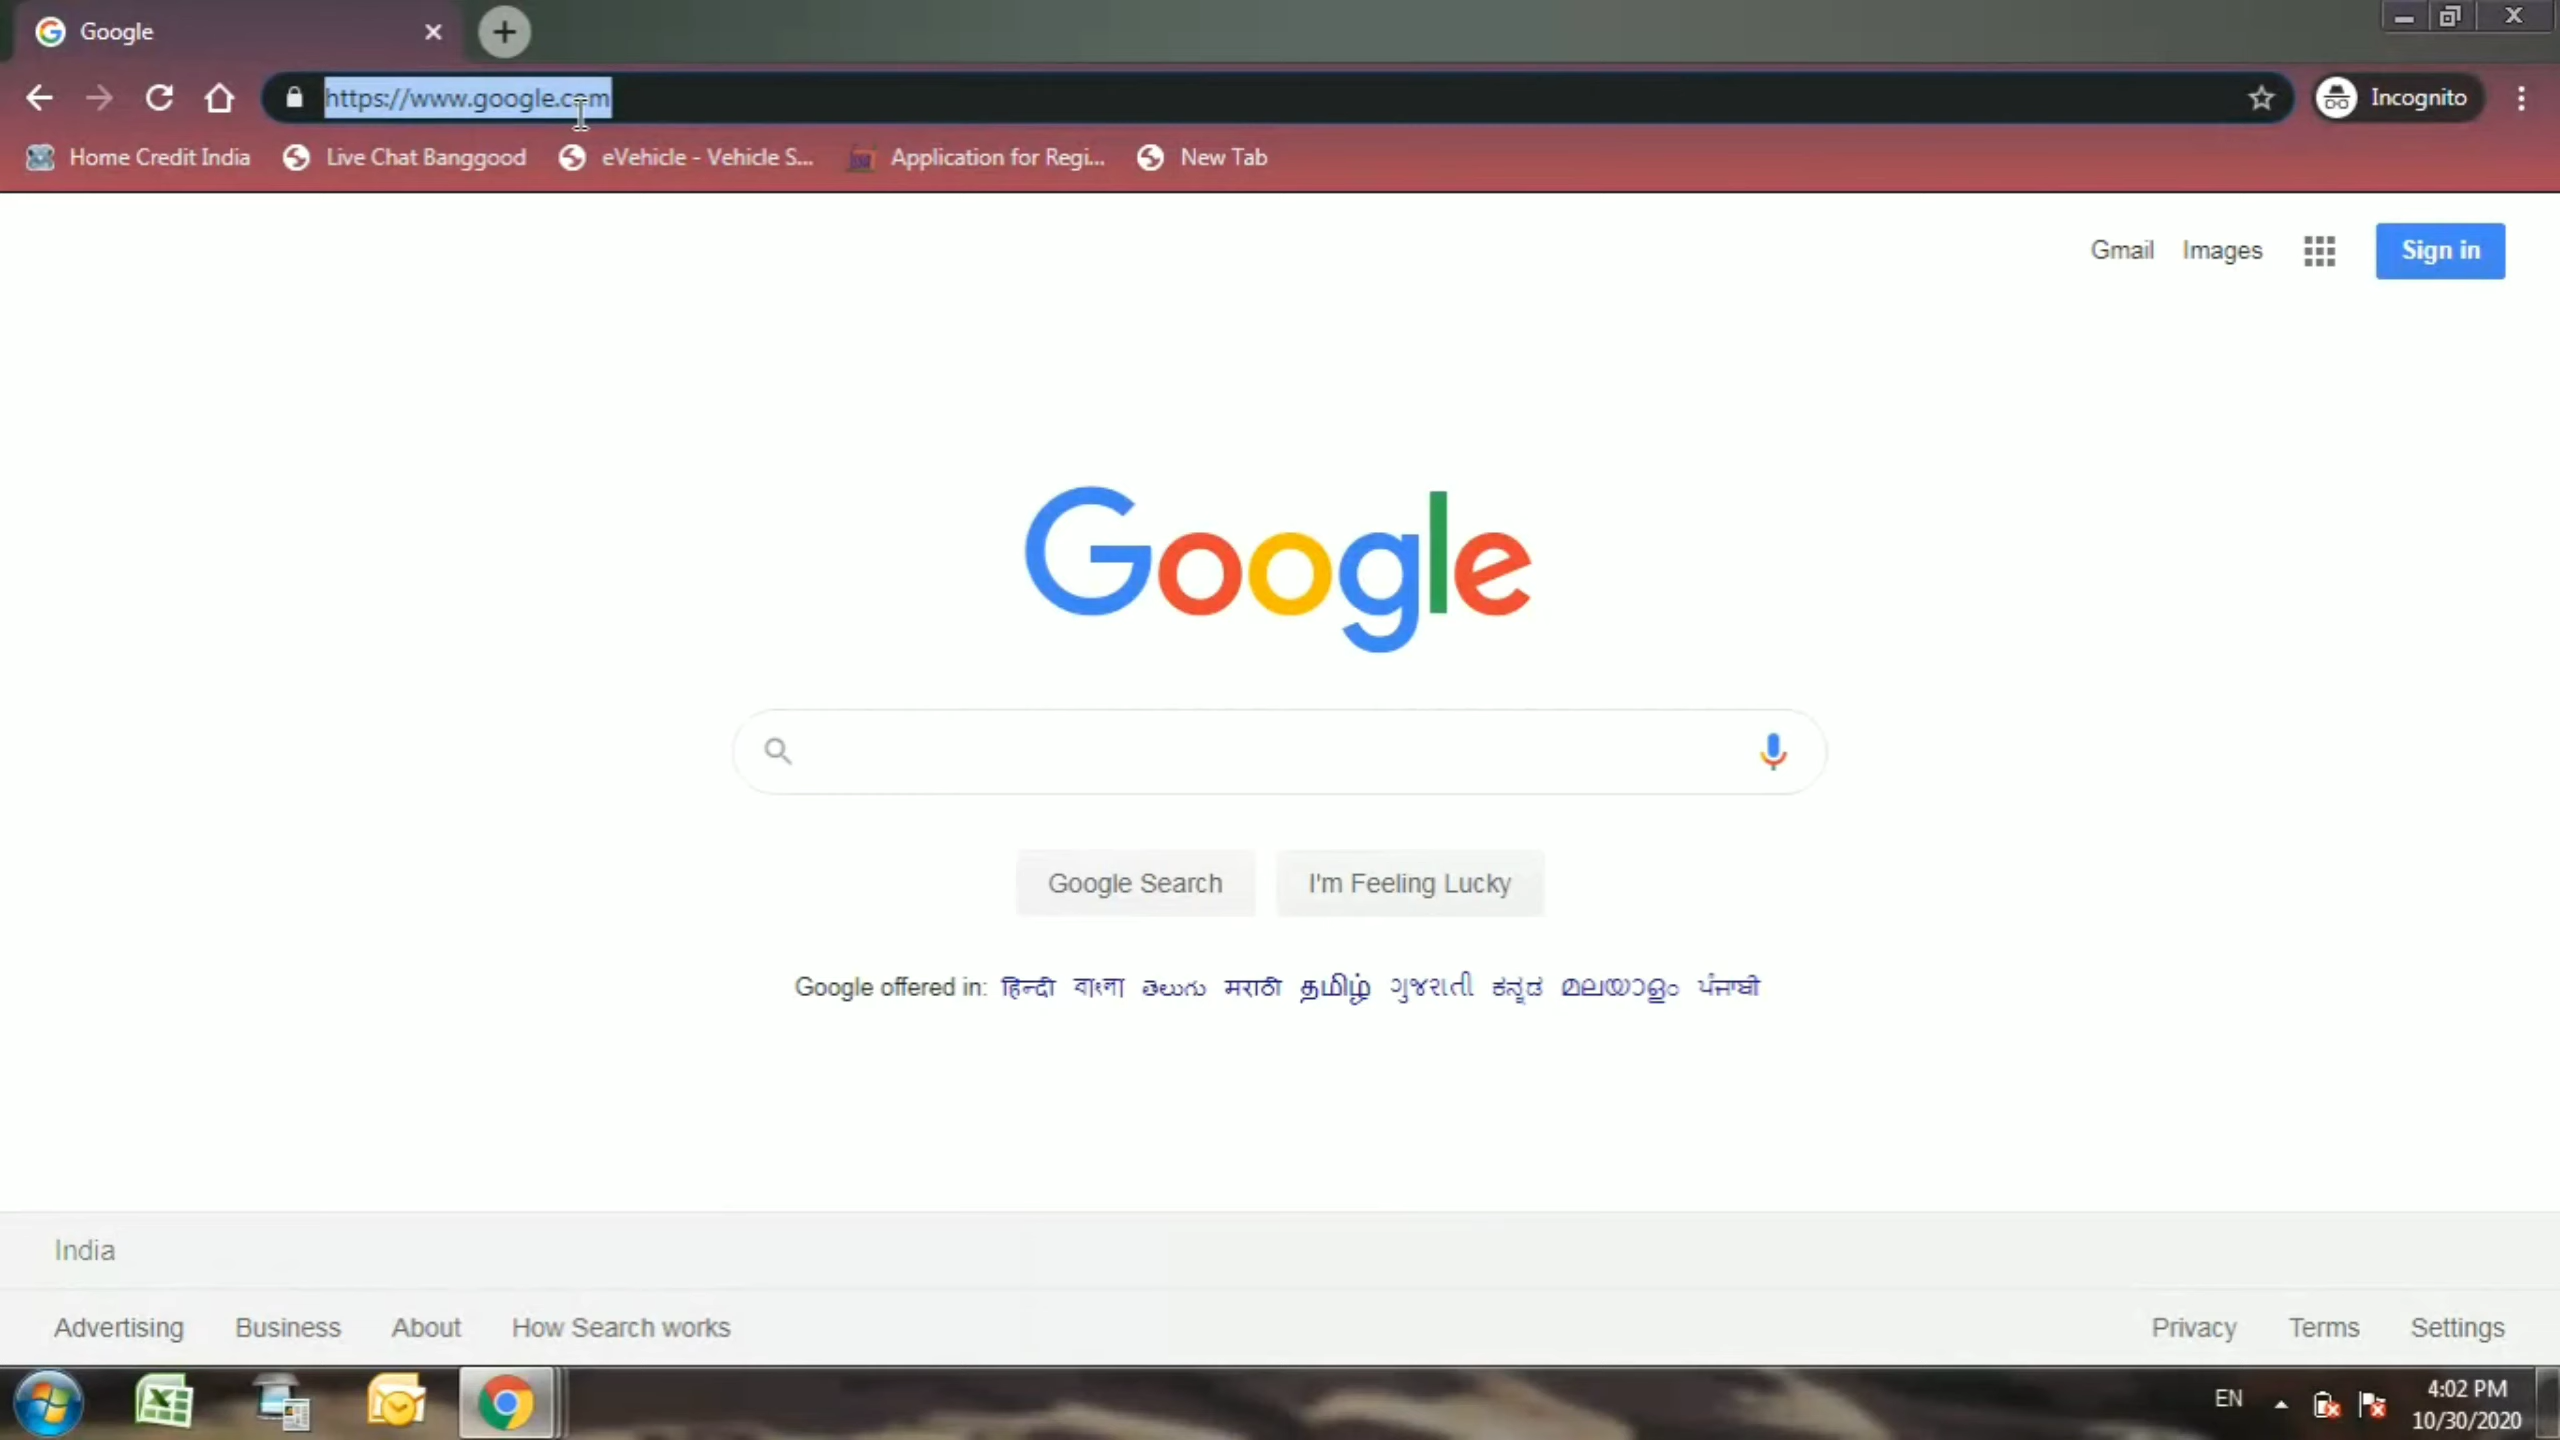 Google
https://www.google.com
Incognito
Home Credit India Live Chat Banggood eVehicle - Vehicle S... Application for Regi... New Tab
Gmail Images Sign in
Google
Google Search I'm Feeling Lucky
Google offered in: हिन्दी বাংলা తెలుగు मराठी தமிழ் ગુજરાતી ಕನ್ನಡ മലയാളം ਪੰਜਾਬੀ
India
Advertising Business About How Search works Privacy Terms Settings
EN
4:02 PM
10/30/2020